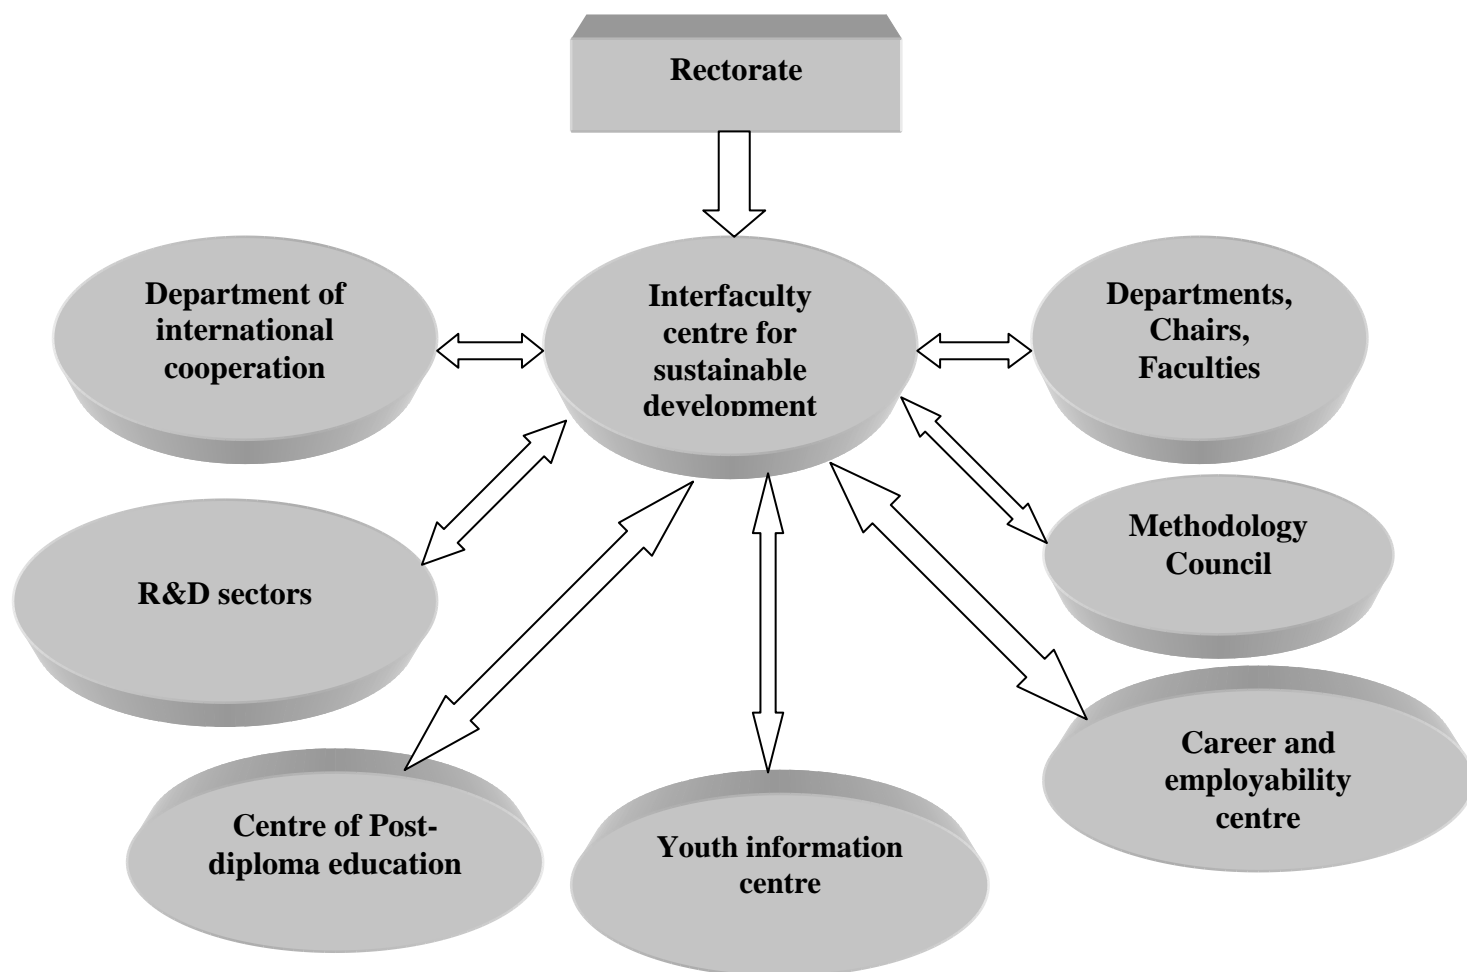 Rectorate
Department of
international
cooperation
Interfaculty
centre for
sustainable
development
Departments,
Chairs,
Faculties
R&D sectors
Methodology
Council
Centre of Post-
diploma education
Youth information
centre
Career and
employability
centre